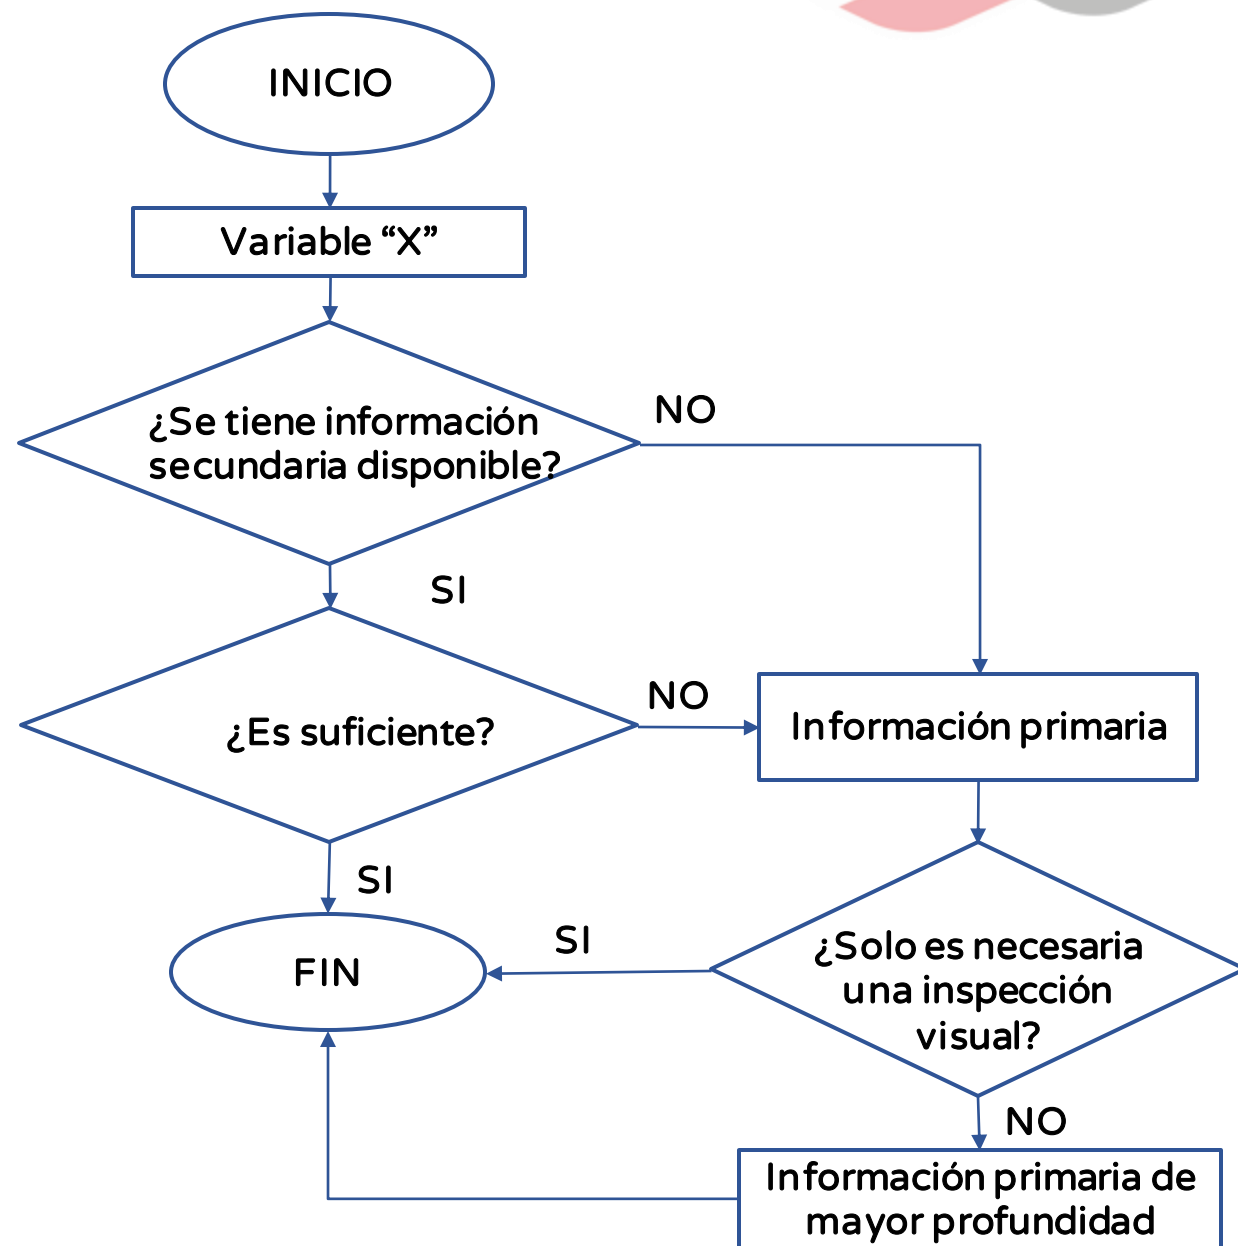 INICIO
Variable “X”
¿Se tiene información
secundaria disponible?
NO
SI
¿Es suficiente?
NO
Información primaria
SI
FIN
SI
¿Solo es necesaria
una inspección
visual?
NO
Información primaria de
mayor profundidad